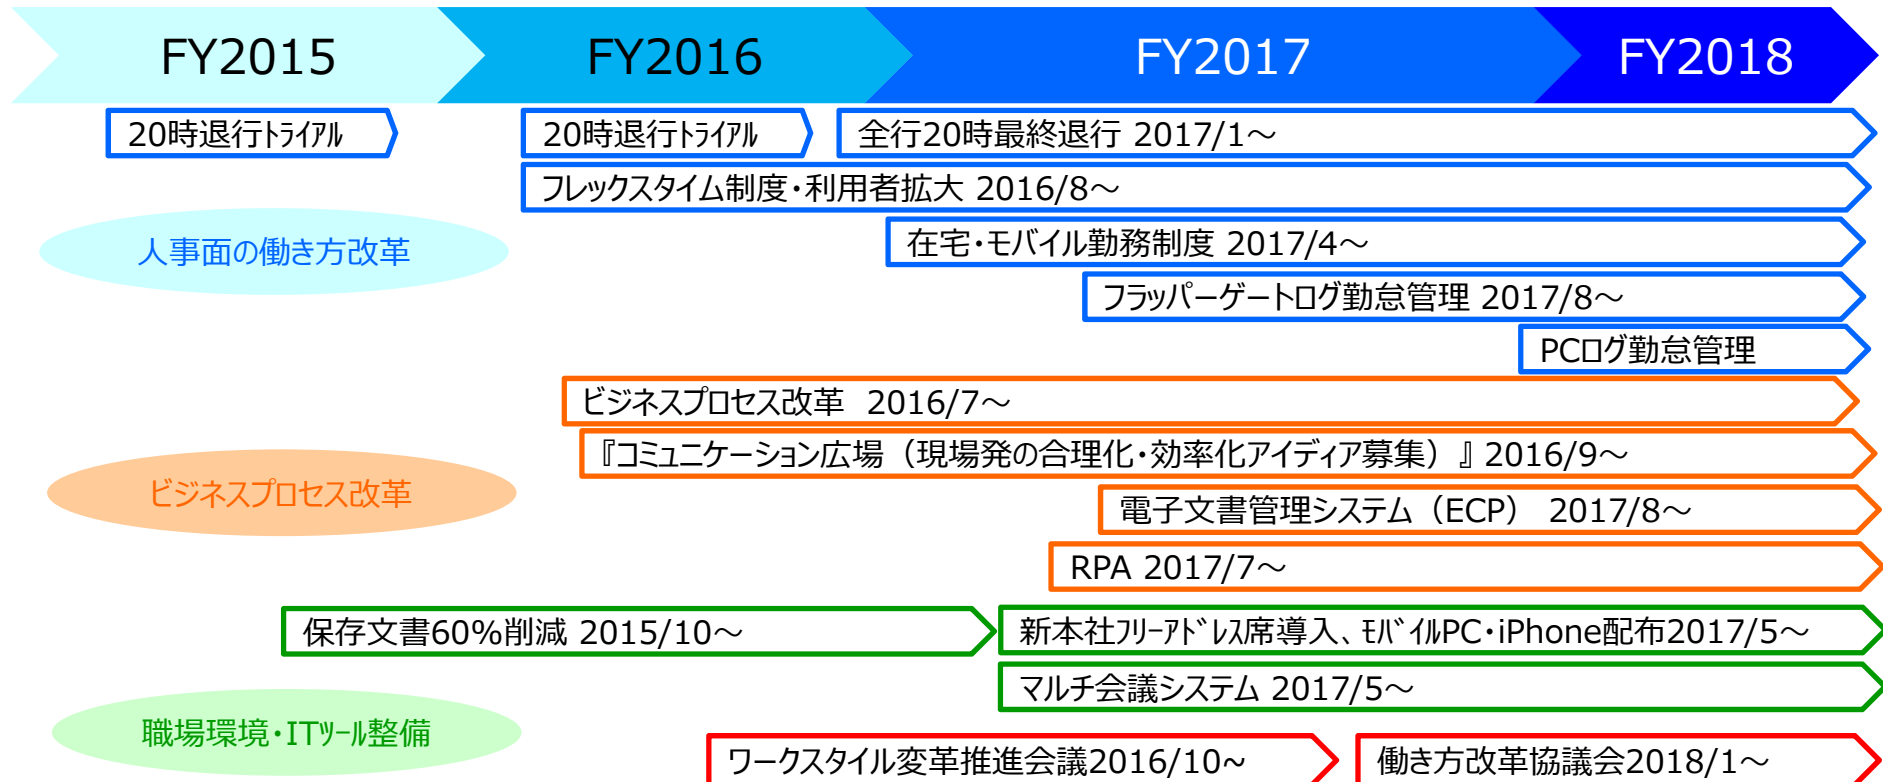 FY2015 FY2016 FY2017 FY2018
20時退行ﾄﾗｲｱﾙ 20時退行ﾄﾗｲｱﾙ 全行20時最終退行 2017/1～
フレックスタイム制度・利用者拡大 2016/8～
人事面の働き方改革
在宅・モバイル勤務制度 2017/4～
フラッパーゲートログ勤怠管理 2017/8～
PCログ勤怠管理
ビジネスプロセス改革 2016/7～
『コミュニケーション広場（現場発の合理化・効率化アイディア募集）』2016/9～
ビジネスプロセス改革
電子文書管理システム（ECP） 2017/8～
RPA 2017/7～
保存文書60%削減 2015/10～ 新本社ﾌﾘｰｱﾄﾞﾚｽ席導入、ﾓﾊﾞｲﾙPC・iPhone配布2017/5～
マルチ会議システム 2017/5～
職場環境・ITﾂｰﾙ整備
ワークスタイル変革推進会議2016/10~ 働き方改革協議会2018/1～